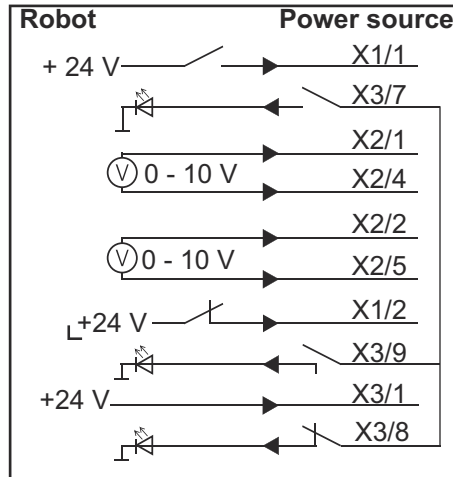 Robot Power source
+ 24 V X1/1
X3/7
X2/1
V 0 - 10 V
X2/4
X2/2
V 0 - 10 V
X2/5
+24 V X1/2
X3/9
+24 V X3/1
X3/8